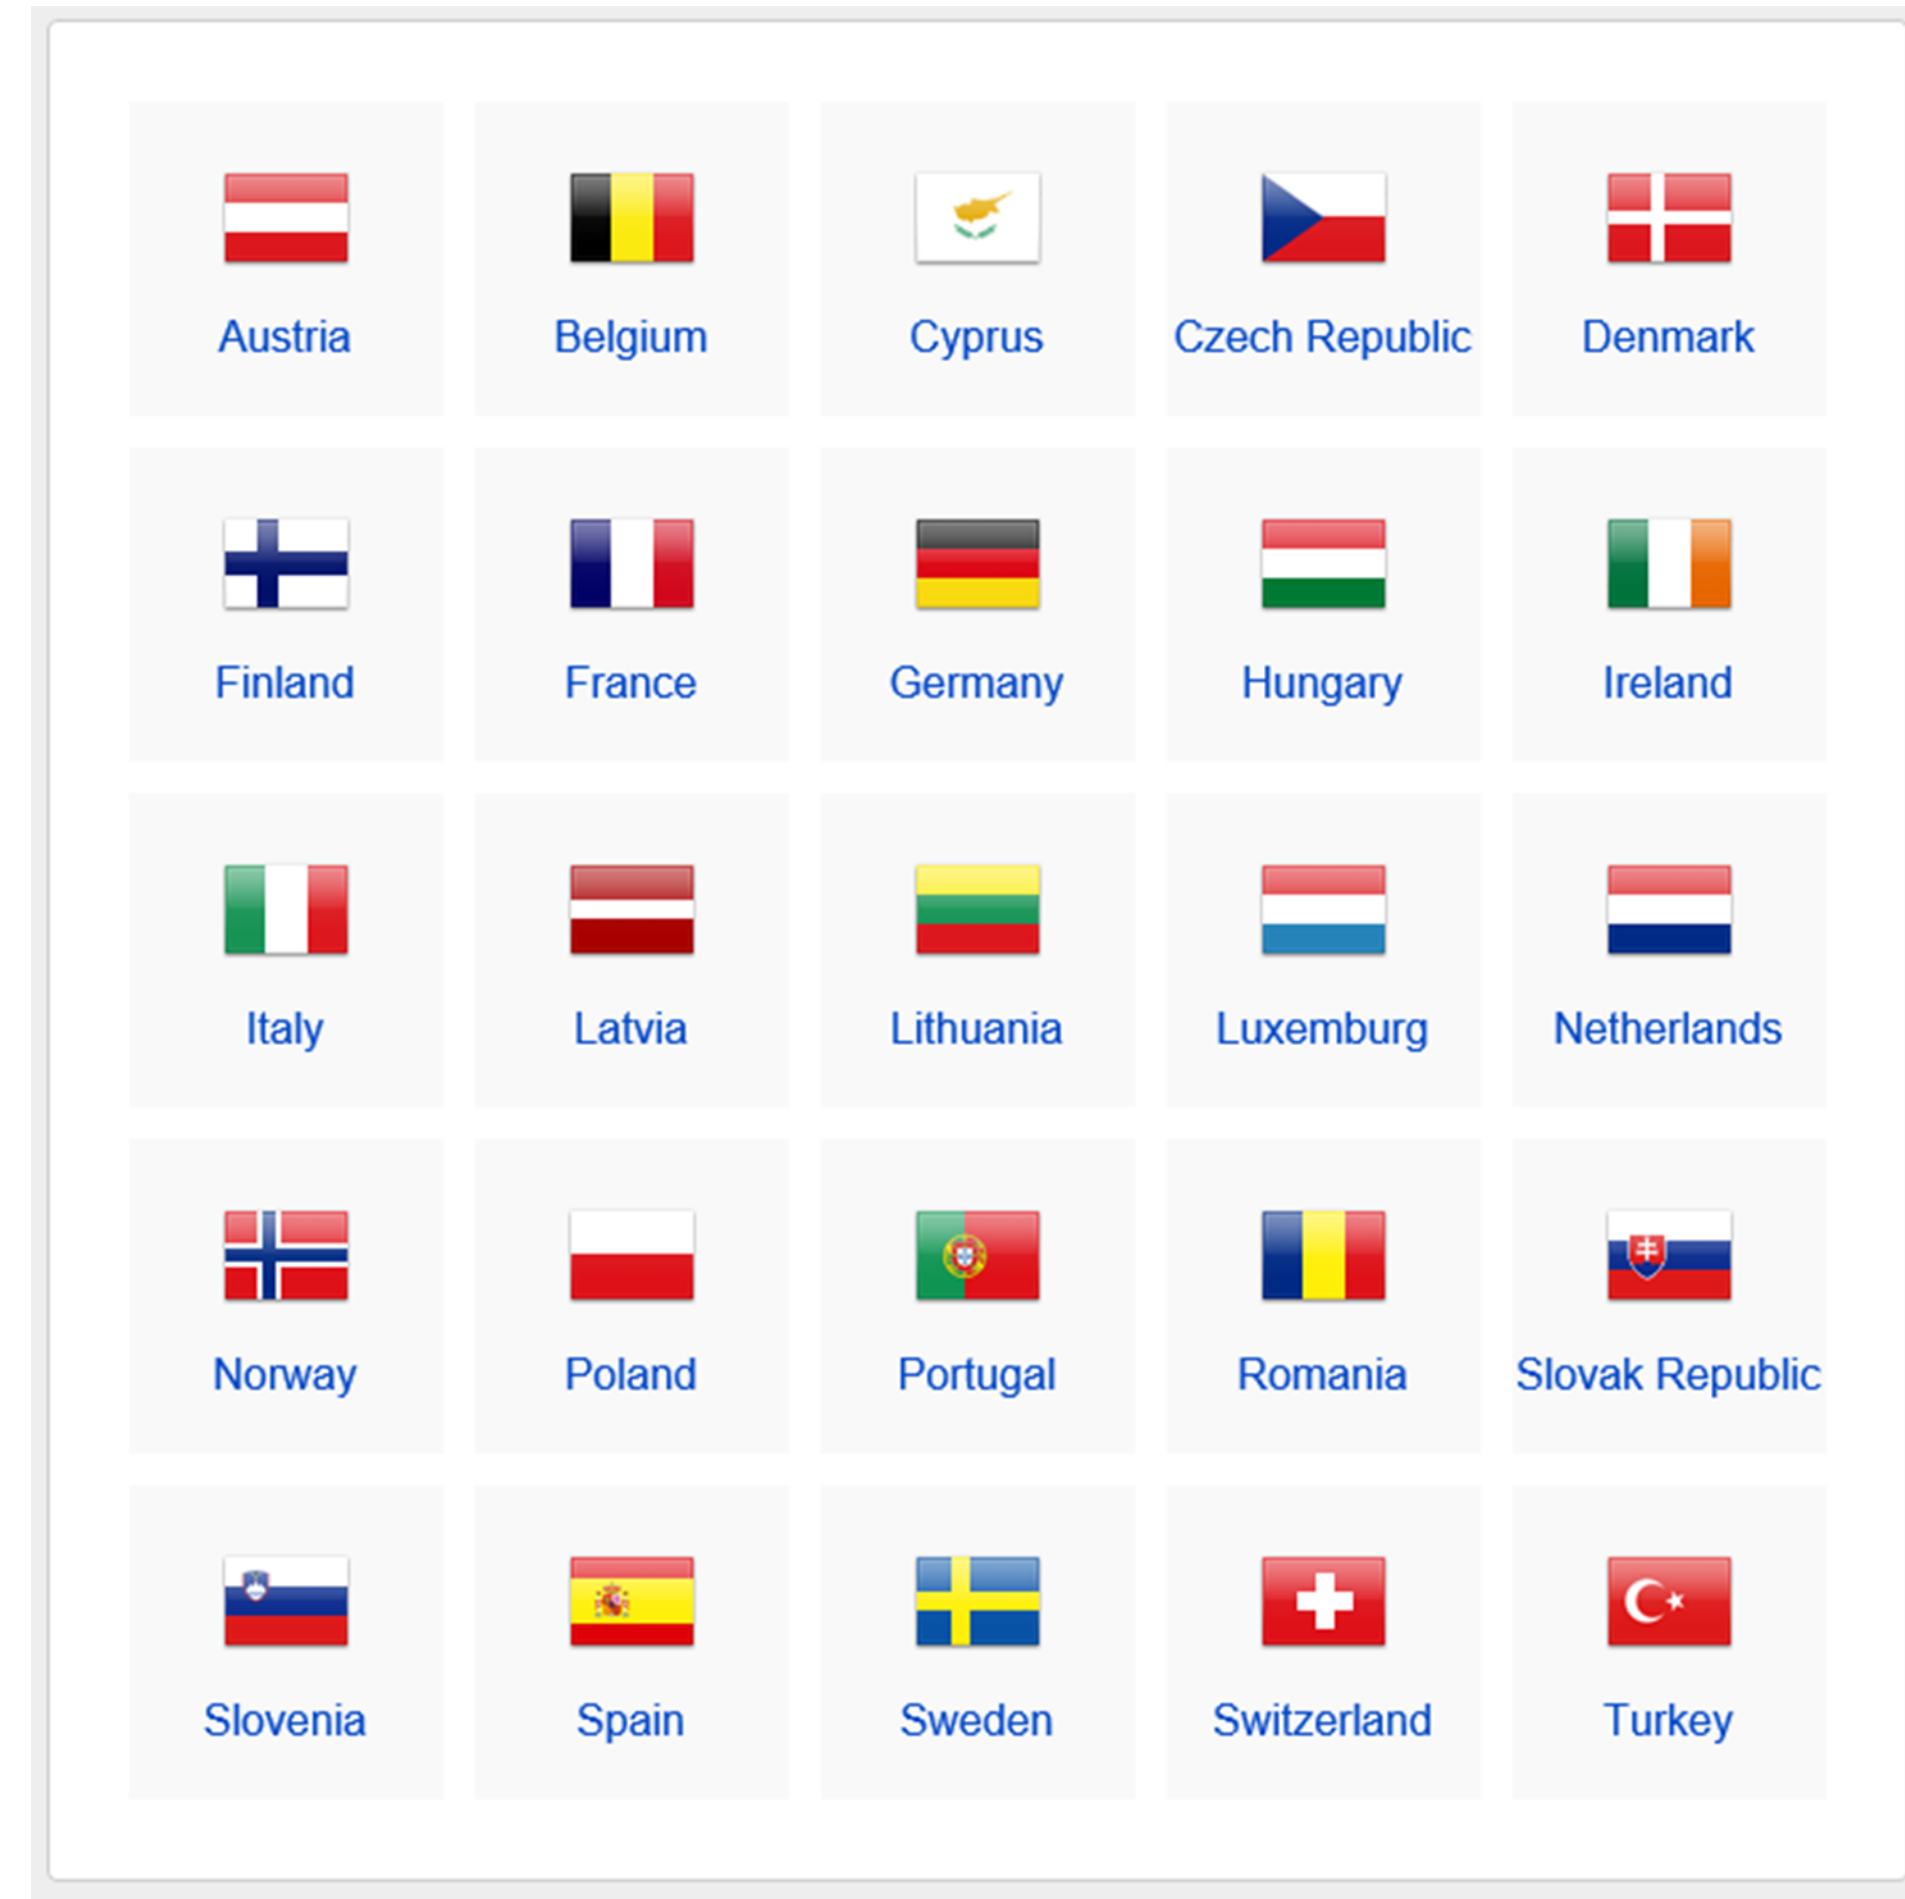 Austria Belgium Cyprus Czech Republic Denmark
Finland France Germany Hungary Ireland
Italy Latvia Lithuania Luxemburg Netherlands
Norway Poland Portugal Romania Slovak Republic
Slovenia Spain Sweden Switzerland Turkey